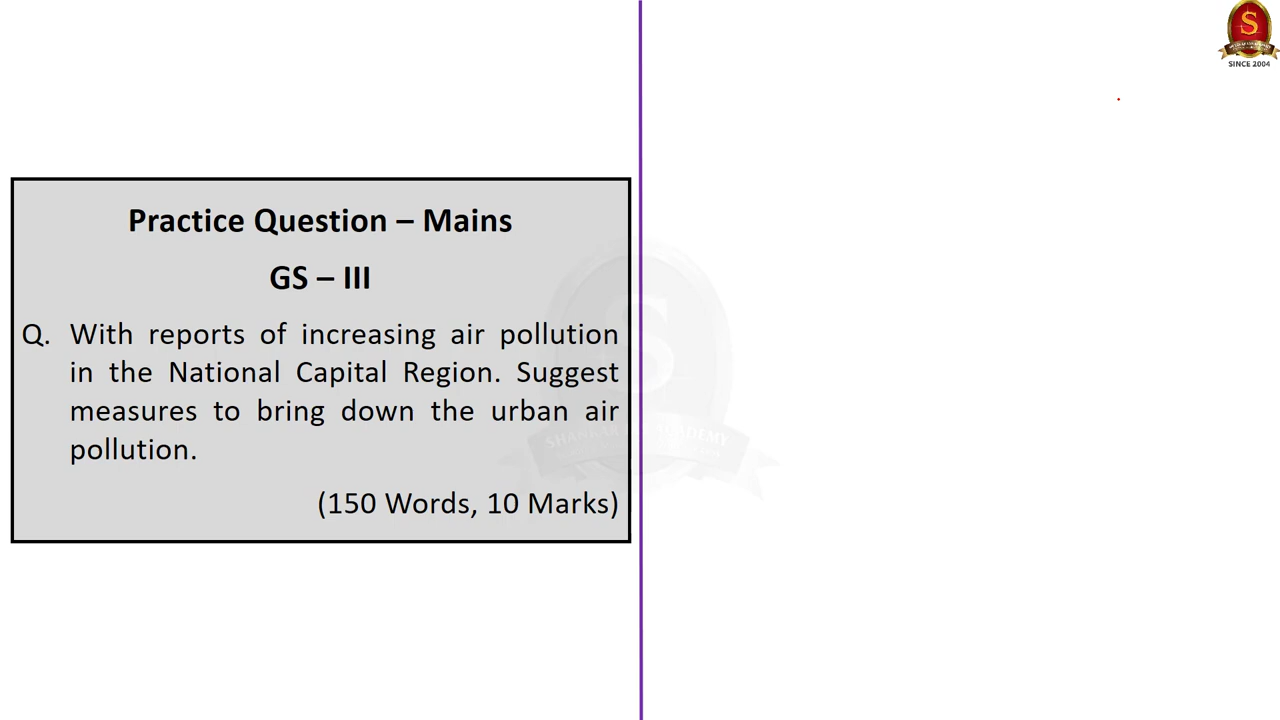 Practice Question – Mains
GS – III
Q. With reports of increasing air pollution
in the National Capital Region. Suggest
measures to bring down the urban air
pollution.
(150 Words, 10 Marks)
S
SINCE 2004